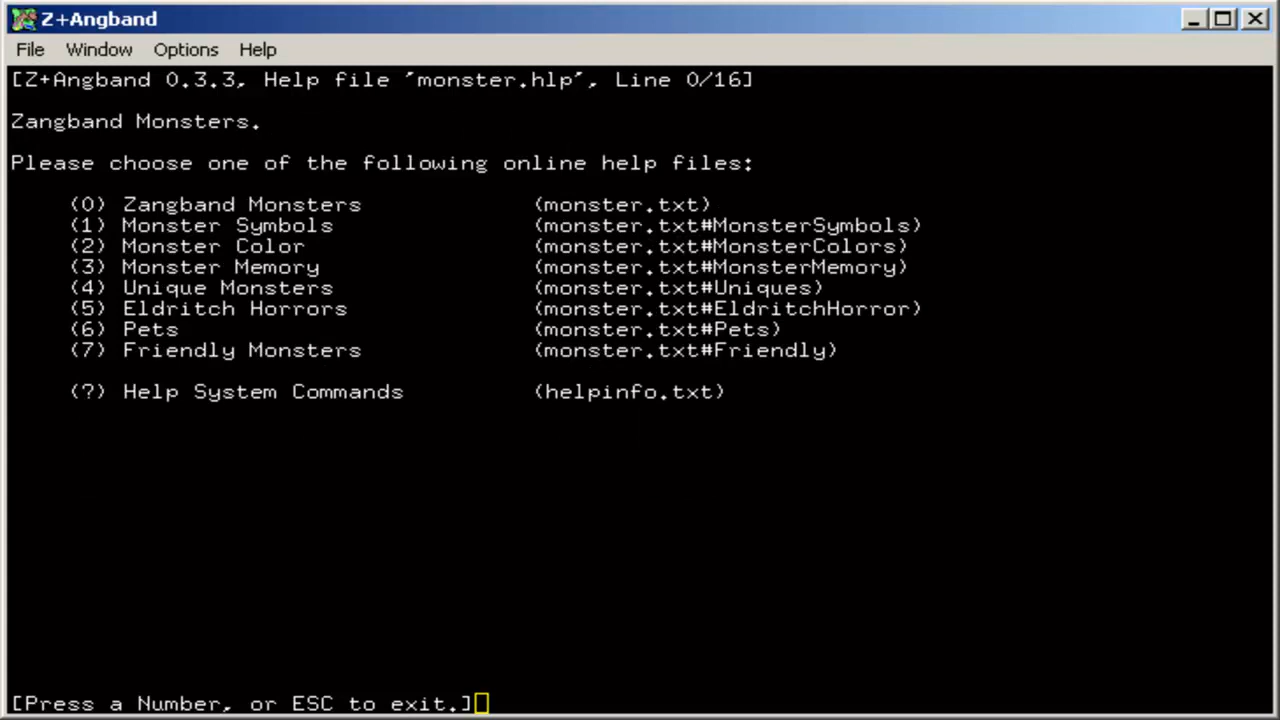 Z+Angband
File Window Options Help
[Z+Angband 0.3.3, Help file 'monster.hlp', Line 0/16]
Zangband Monsters.
Please choose one of the following online help files:
(0) Zangband Monsters (monster.txt)
(1) Monster Symbols (monster.txt#MonsterSymbols)
(2) Monster Color (monster.txt#MonsterColors)
(3) Monster Memory (monster.txt#MonsterMemory)
(4) Unique Monsters (monster.txt#Uniques)
(5) Eldritch Horrors (monster.txt#EldritchHorror)
(6) Pets (monster.txt#Pets)
(7) Friendly Monsters (monster.txt#Friendly)
(?) Help System Commands (helpinfo.txt)
[Press a Number, or ESC to exit.]